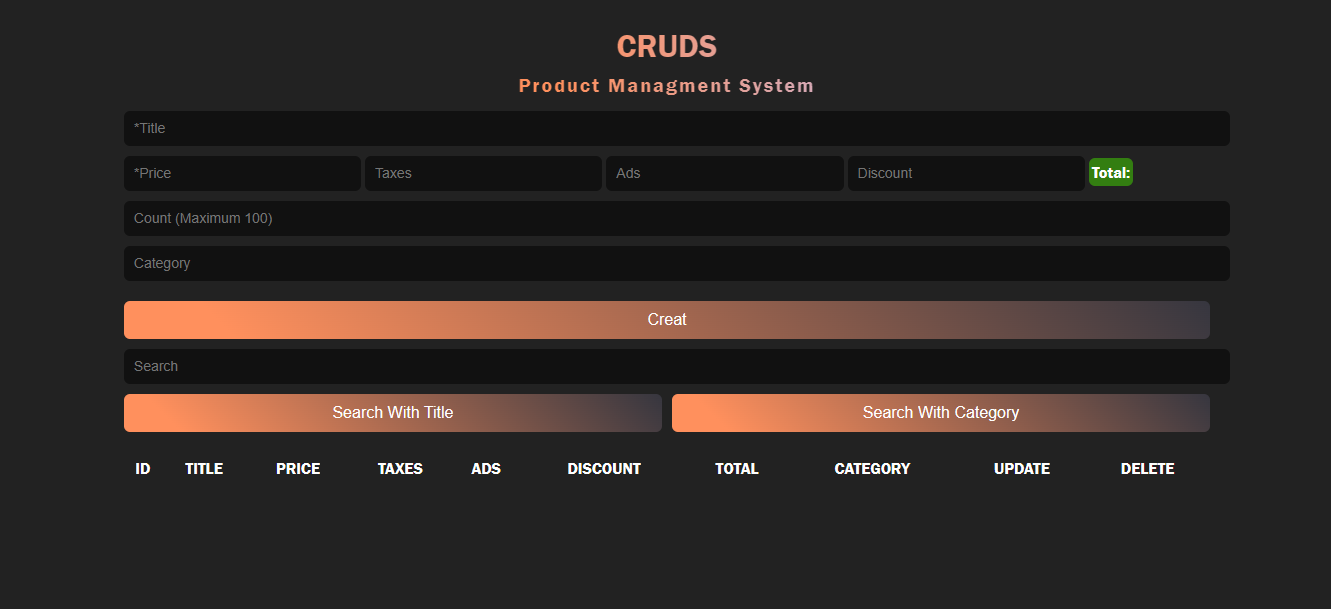 CRUDS
Product Managment System
*Title
*Price Taxes Ads Discount Total:
Count (Maximum 100)
Category
Creat
Search
Search With Title Search With Category
ID TITLE PRICE TAXES ADS DISCOUNT TOTAL CATEGORY UPDATE DELETE